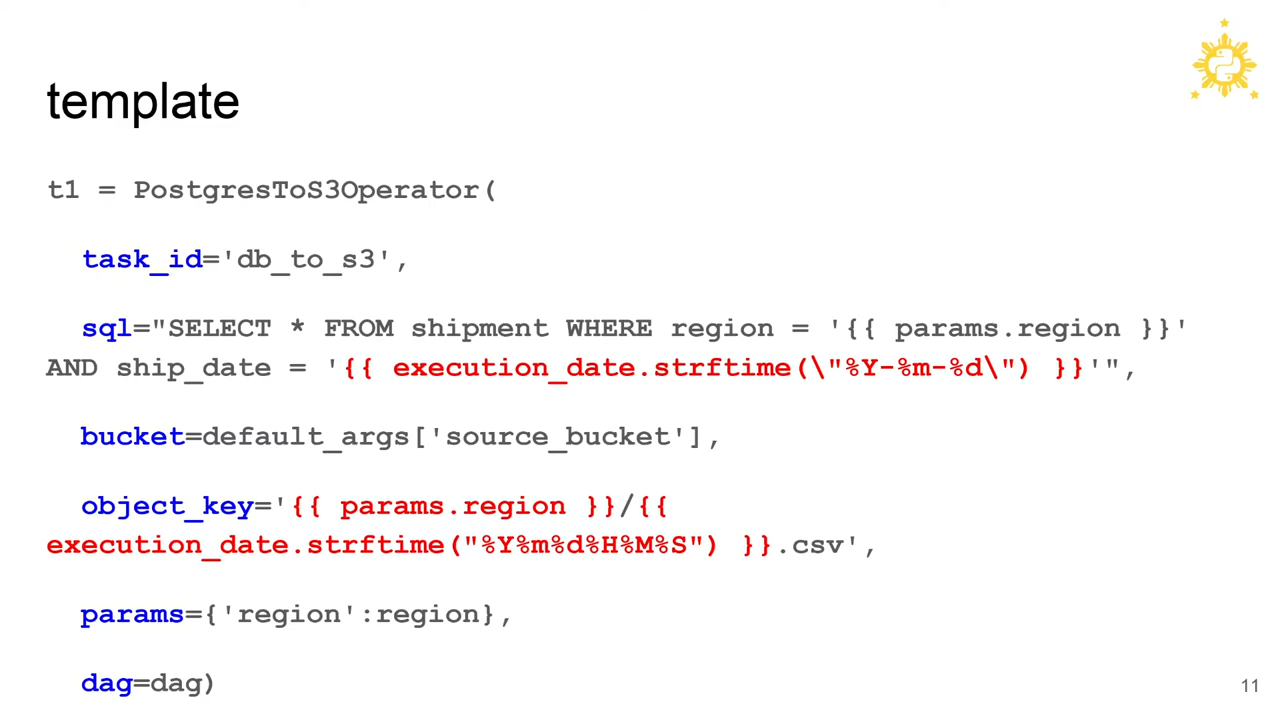 template
t1 = PostgresToS3Operator(
task_id='db_to_s3',
sql="SELECT * FROM shipment WHERE region = '{{ params.region }}'
AND ship_date = '{{ execution_date.strftime(\"%Y-%m-%d\") }}'",
bucket=default_args['source_bucket'],
object_key='{{ params.region }}/{{
execution_date.strftime("%Y%m%d%H%M%S") }}.csv',
params={'region':region},
dag=dag)
11